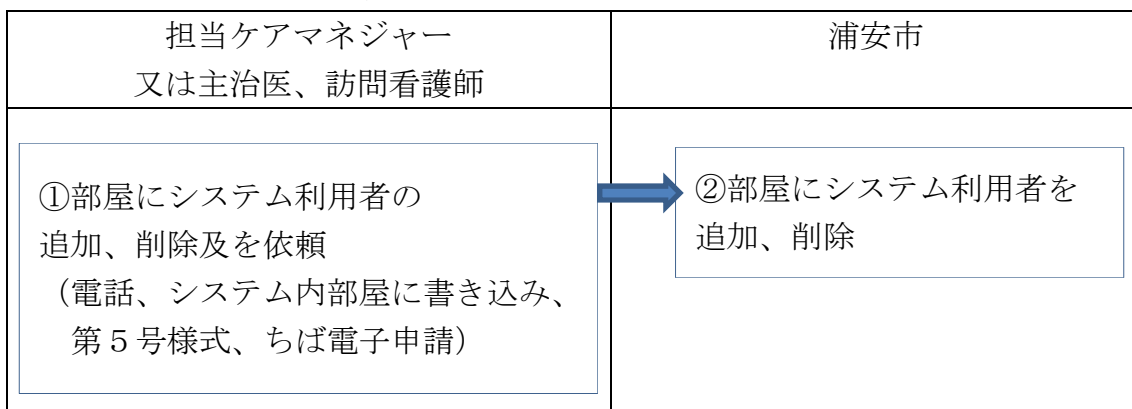 担当ケアマネジャー
又は主治医、訪問看護師
浦安市
①部屋にシステム利用者の
追加、削除及を依頼
（電話、システム内部屋に書き込み、
第５号様式、ちば電子申請）
②部屋にシステム利用者を
追加、削除